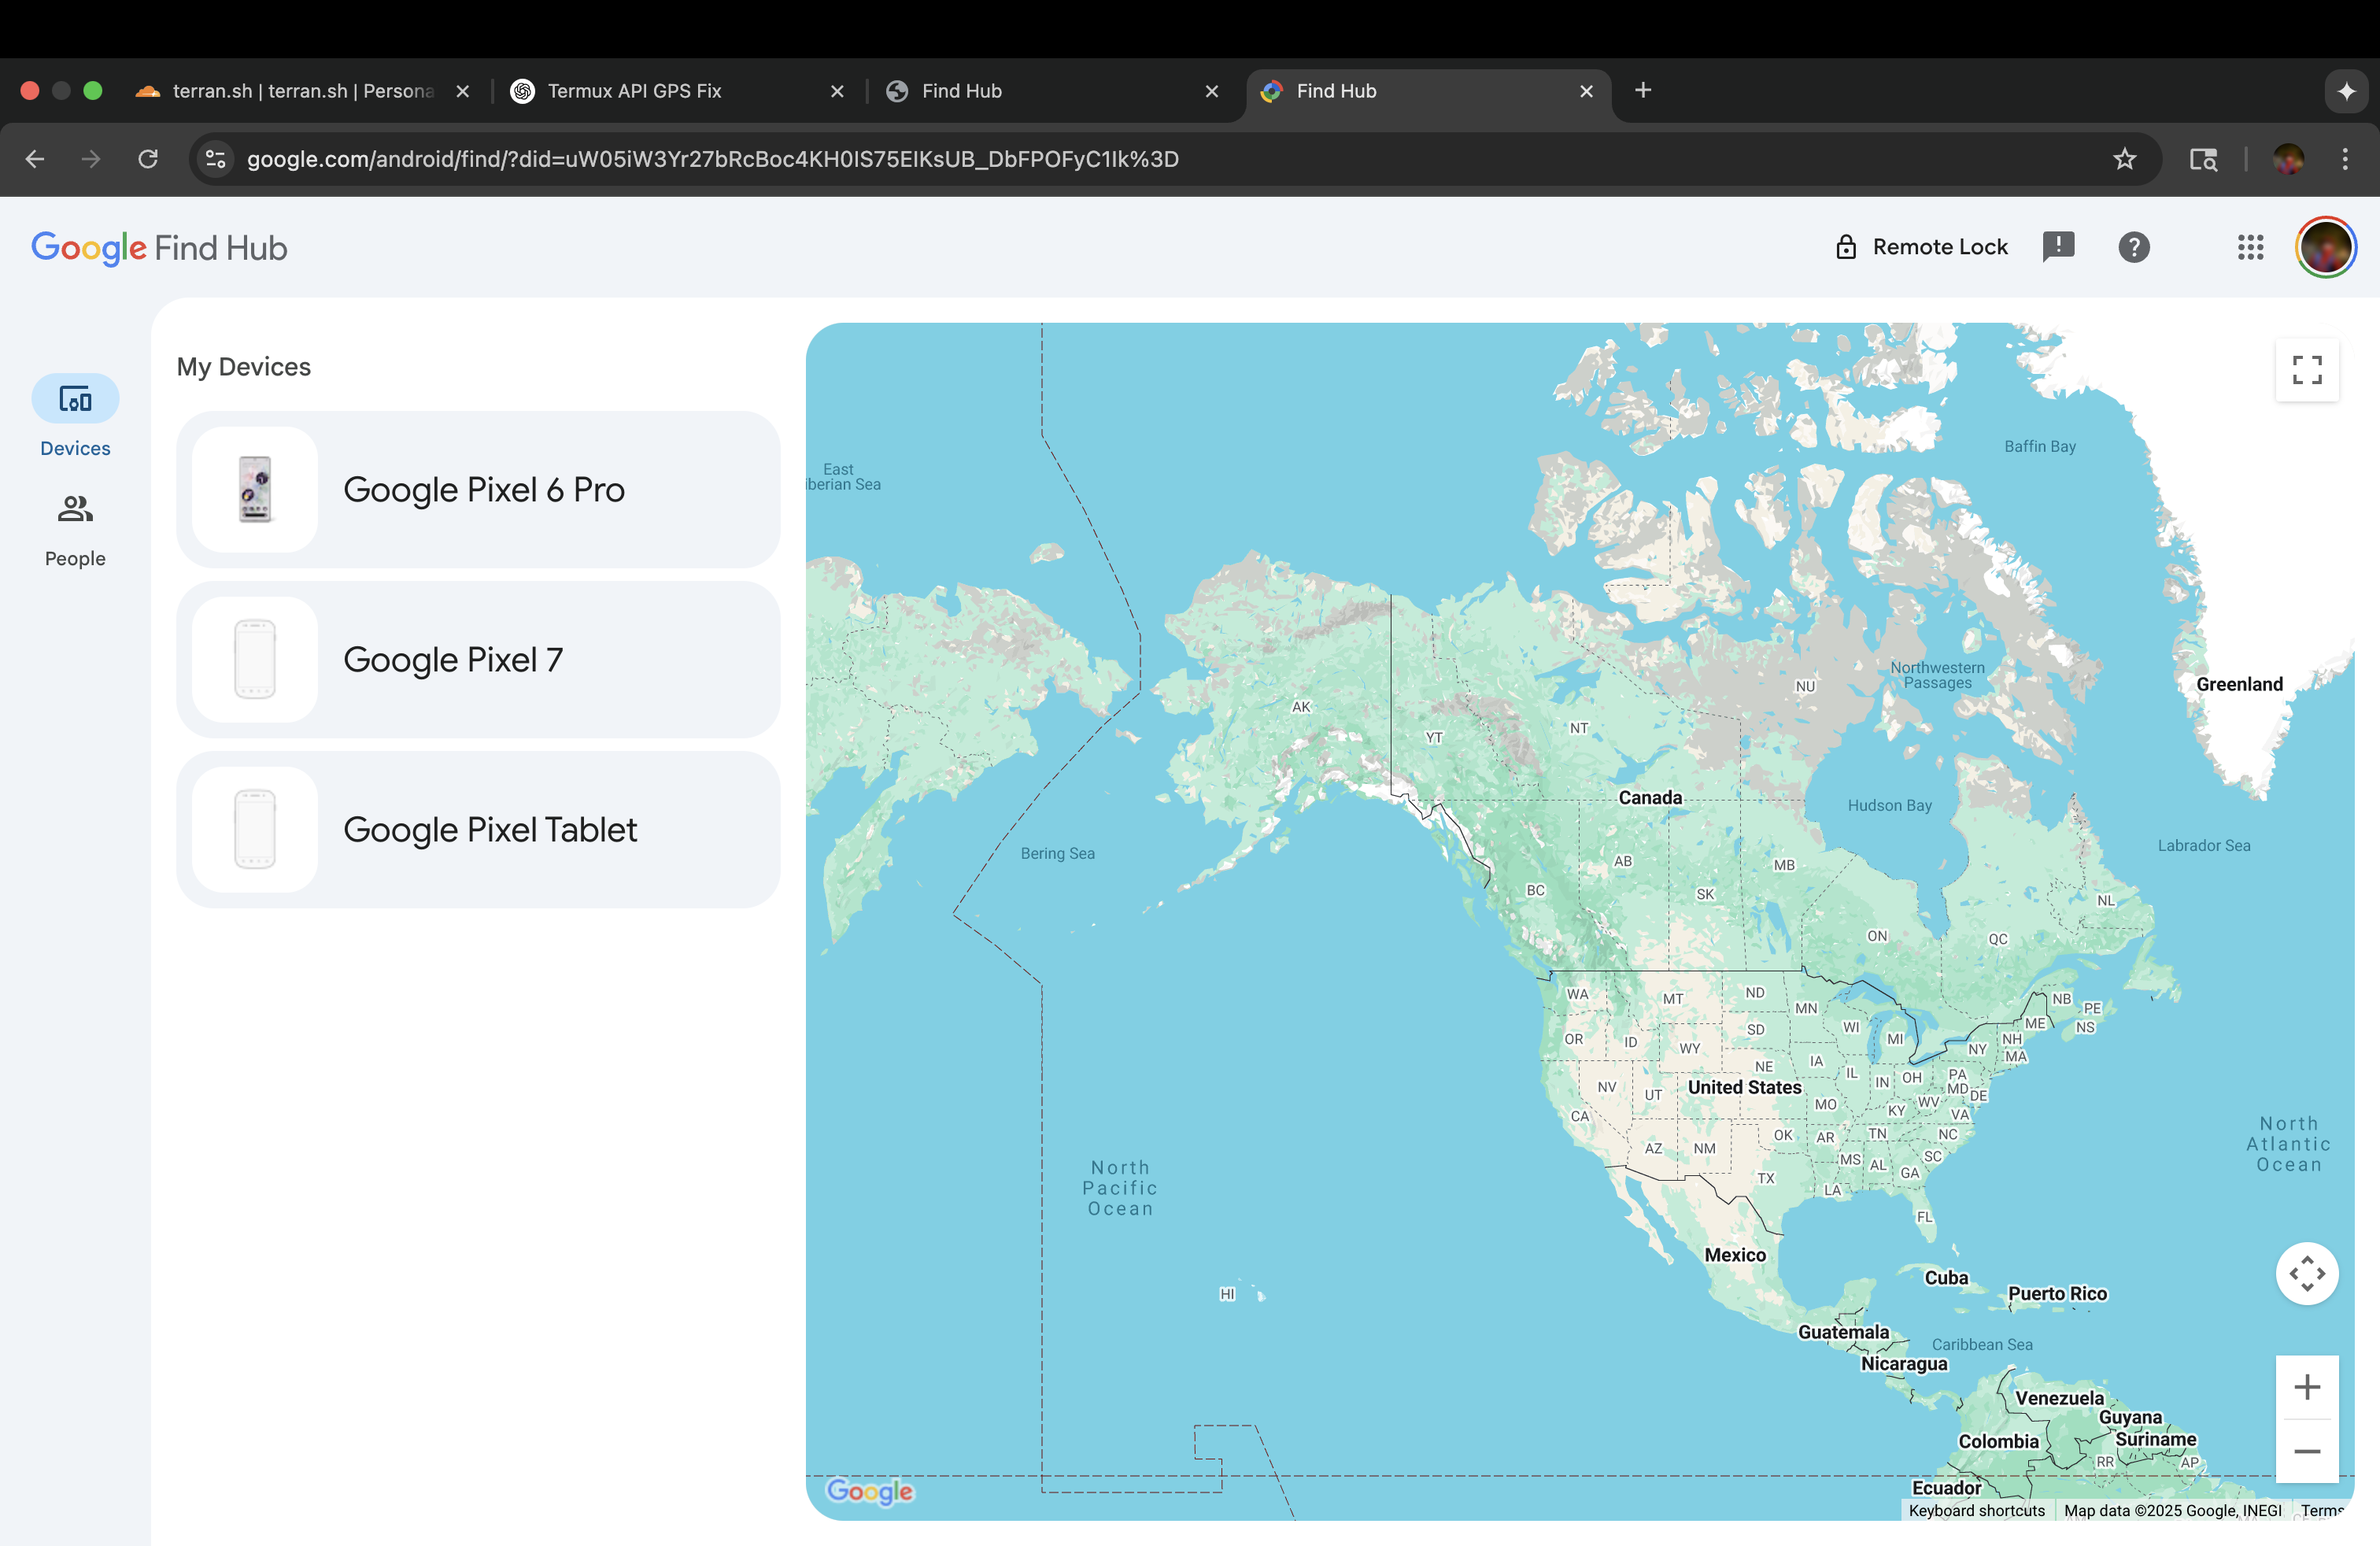 terran.sh | terran.sh | Persona
Termux API GPS Fix
Find Hub
Find Hub
google.com/android/find/?did=uW05iW3Yr27bRcBoc4KH0IS75EIKsUB_DbFPOFyC1Ik%3D
Google Find Hub
Remote Lock
Devices
People
My Devices
Google Pixel 6 Pro
Google Pixel 7
Google Pixel Tablet
East
iberian Sea
Baffin Bay
Northwestern
Passages
Greenland
NU
AK
NT
YT
Canada
Hudson Bay
Labrador Sea
Bering Sea
AB
MB
BC
SK
NL
ON
QC
WA
MT
ND
MN
NB
PE
NS
ME
OR
ID
SD
WI
MI
NH
WY
NY
MA
NE
IA
IL
IN
OH
PA
MD
DE
NV
UT
United States
CA
MO
KY
WV
VA
AZ
NM
OK
AR
TN
NC
MS
AL
GA
SC
TX
LA
FL
North
Pacific
Ocean
North
Atlantic
Ocean
Mexico
HI
Cuba
Puerto Rico
Guatemala
Caribbean Sea
Nicaragua
Venezuela
Guyana
Colombia
Suriname
RR
AP
Ecuador
Google
Keyboard shortcuts
Map data ©2025 Google, INEGI
Terms